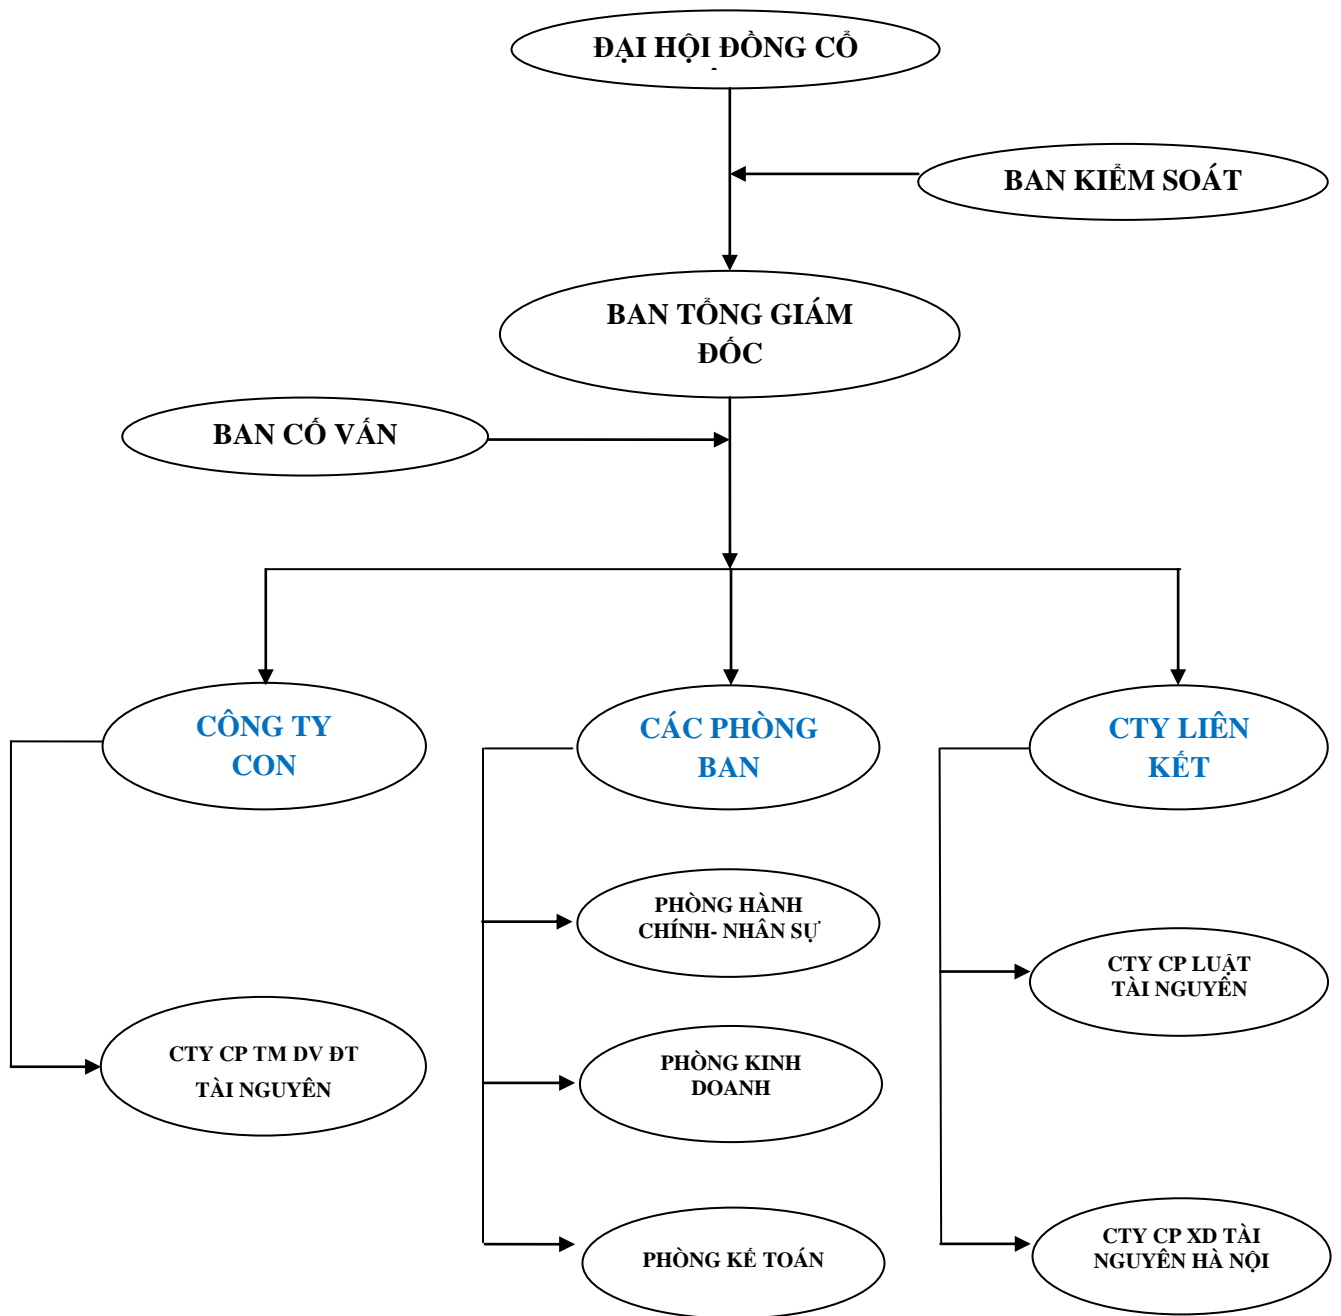 ĐẠI HỘI ĐỒNG CỔ
BAN KIỂM SOÁT
BAN TỔNG GIÁM
ĐỐC
BAN CỐ VẤN
CÔNG TY
CON
CÁC PHÒNG
BAN
CTY LIÊN
KẾT
PHÒNG HÀNH
CHÍNH- NHÂN SỰ
CTY CP LUẬT
TÀI NGUYÊN
CTY CP TM DV ĐT
TÀI NGUYÊN
PHÒNG KINH
DOANH
PHÒNG KẾ TOÁN
CTY CP XD TÀI
NGUYÊN HÀ NỘI